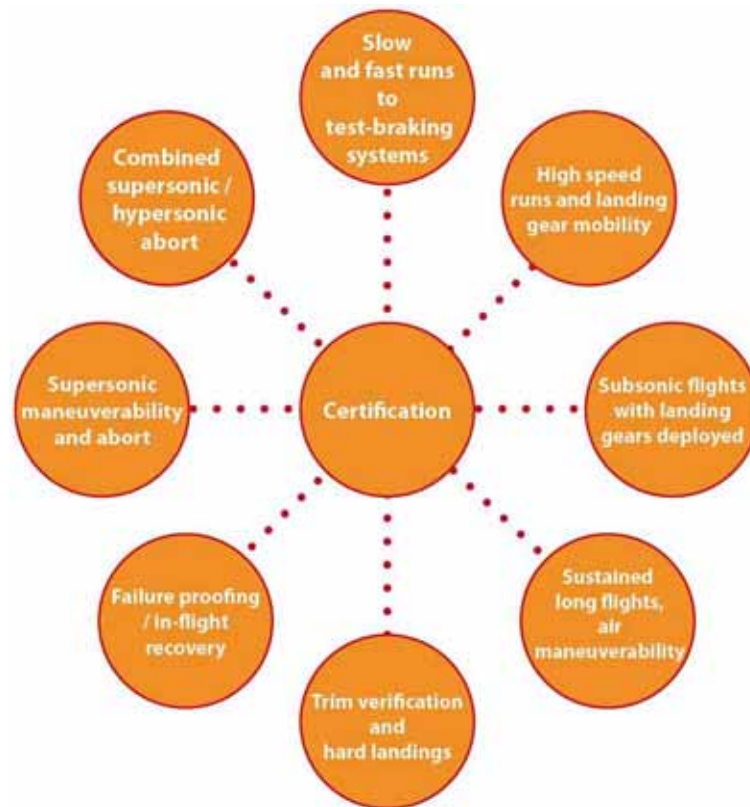 Slow
and fast runs
to
test-braking
systems
High speed
runs and landing
gear mobility
Subsonic flights
with landing
gears deployed
Sustained
long flights,
air
maneuverability
Trim verification
and
hard landings
Failure proofing
/ in-flight
recovery
Supersonic
maneuverability
and abort
Combined
supersonic /
hypersonic
abort
Certification